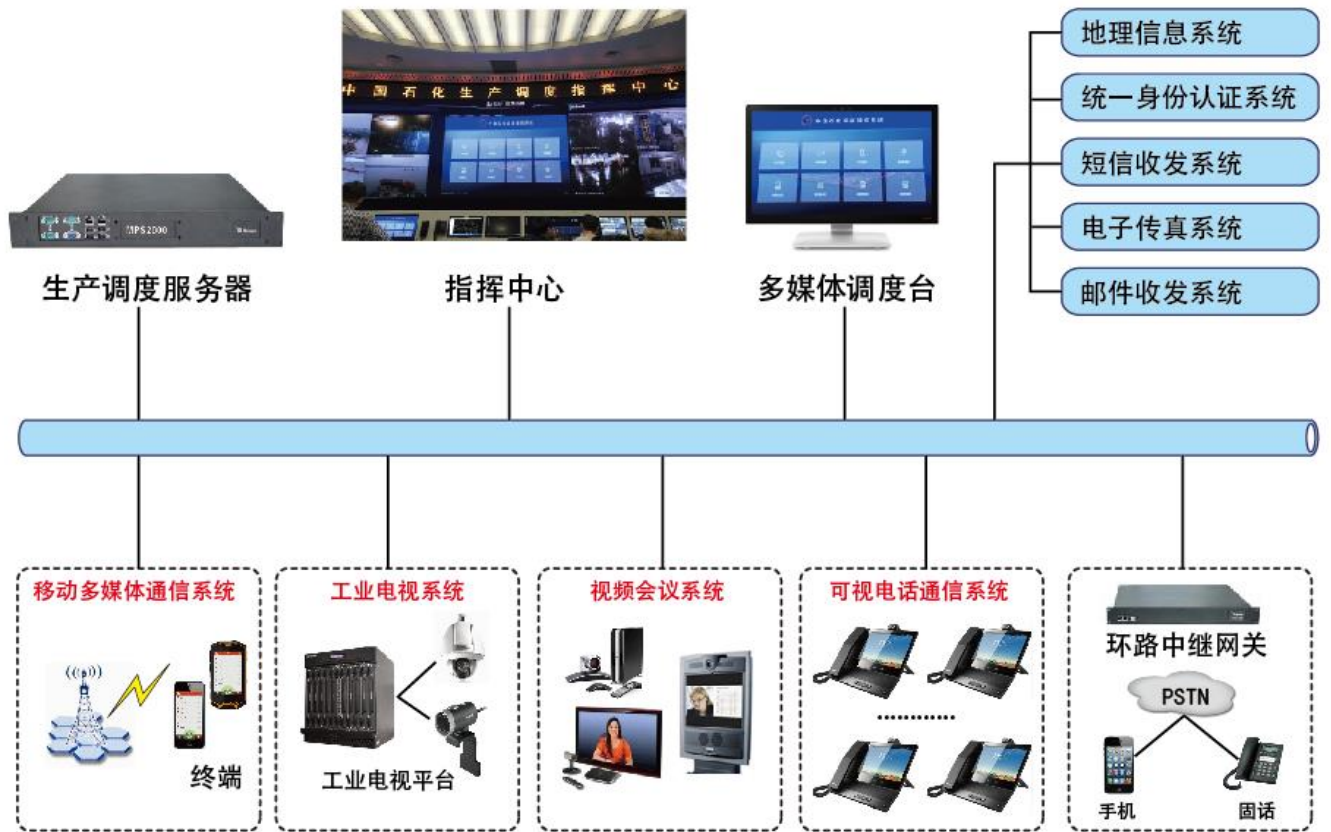 地理信息系统
统一身份认证系统
短信收发系统
电子传真系统
邮件收发系统
中国石化生产调度指挥中心
MPS2000
生产调度服务器
指挥中心
多媒体调度台
移动多媒体通信系统
工业电视系统
视频会议系统
可视电话通信系统
环路中继网关
PSTN
终端
工业电视平台
手机
固话